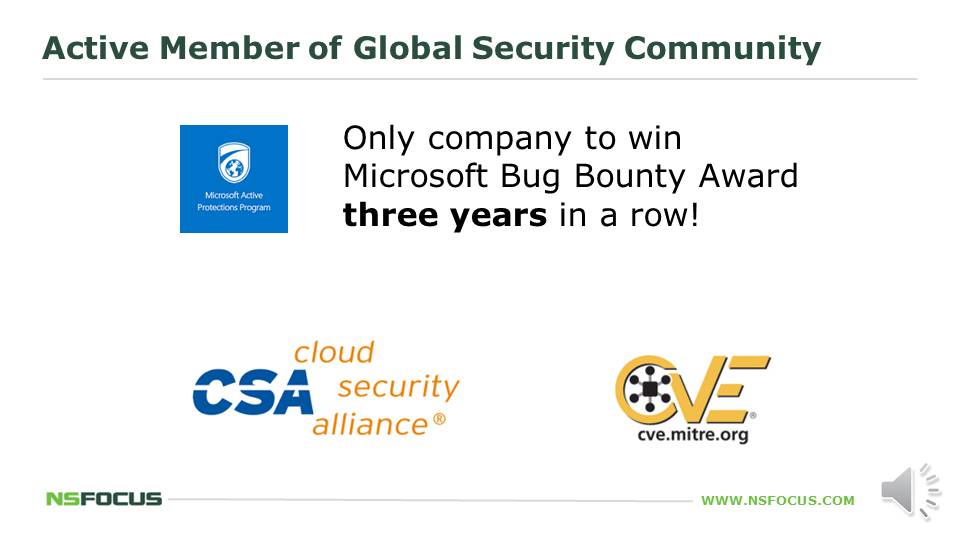 Active Member of Global Security Community
Microsoft Active
Protections Program
Only company to win
Microsoft Bug Bounty Award
three years in a row!
cloud
CSA security
alliance®
CVE®
cve.mitre.org
NSFOCUS
WWW.NSFOCUS.COM